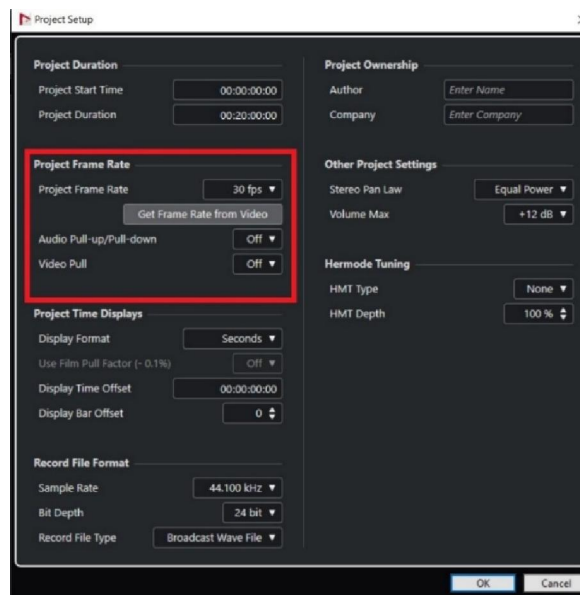 Project Setup
Project Duration
Project Start Time 00:00:00:00
Project Duration 00:20:00:00
Project Frame Rate
Project Frame Rate 30 fps
Get Frame Rate from Video
Audio Pull-up/Pull-down Off
Video Pull Off
Project Time Displays
Display Format Seconds
Use Film Pull Factor (- 0.1%) Off
Display Time Offset 00:00:00:00
Display Bar Offset 0
Record File Format
Sample Rate 44.100 kHz
Bit Depth 24 bit
Record File Type Broadcast Wave File
Project Ownership
Author Enter Name
Company Enter Company
Other Project Settings
Stereo Pan Law Equal Power
Volume Max +12 dB
Hermode Tuning
HMT Type None
HMT Depth 100 %
OK Cancel